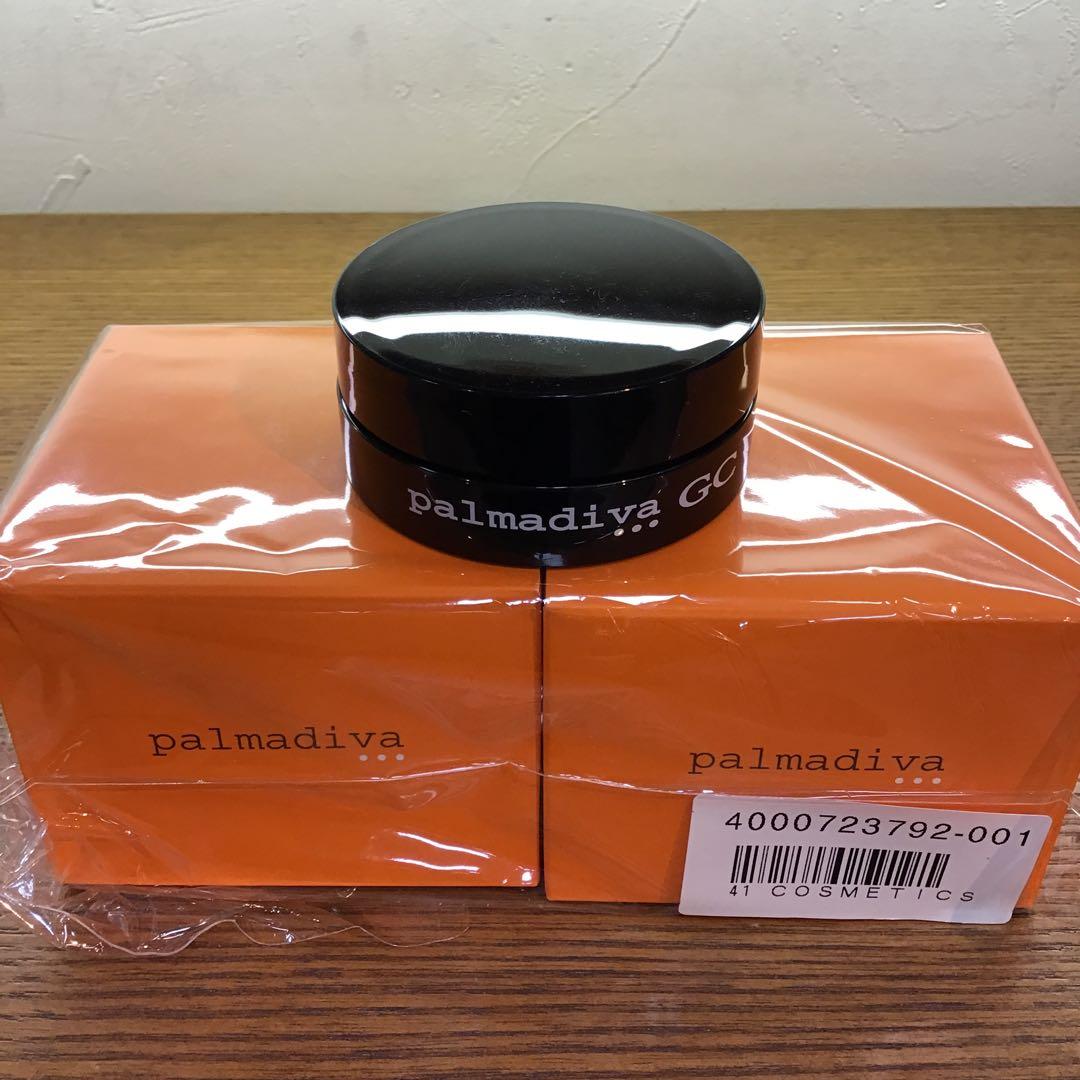 palmadiva GC
palmadiva
palmadiva
4000723792-001
41 COSMETICS